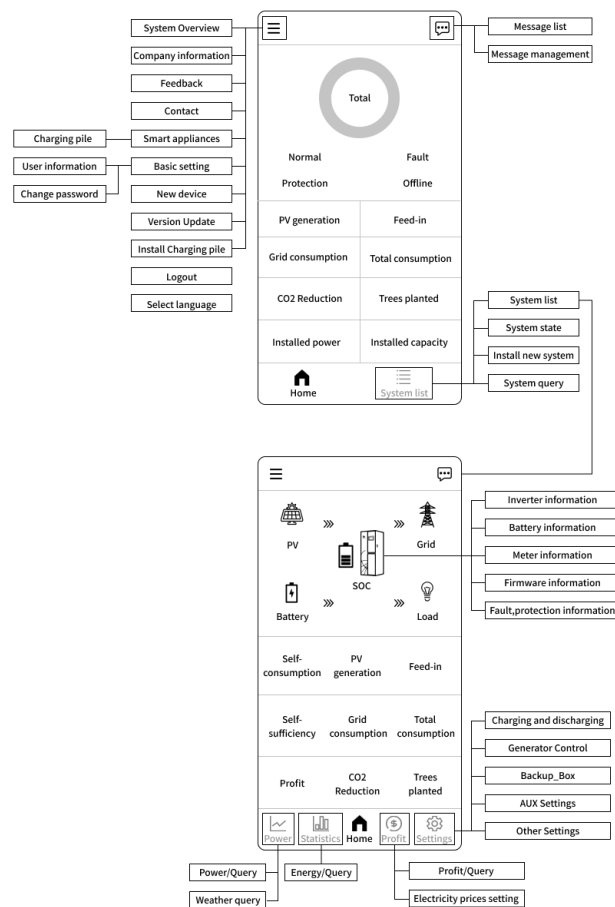 System Overview
Company information
Feedback
Contact
Charging pile
Smart appliances
User information
Basic setting
Change password
New device
Version Update
Install Charging pile
Logout
Select language
Message list
Message management
Total
Normal
Fault
Protection
Offline
PV generation
Feed-in
Grid consumption
Total consumption
CO2 Reduction
Trees planted
Installed power
Installed capacity
Home
System list
System list
System state
Install new system
System query
PV
Grid
SOC
Battery
Load
Inverter information
Battery information
Meter information
Firmware information
Fault,protection information
Self-
consumption
PV
generation
Feed-in
Self-
sufficiency
Grid
consumption
Total
consumption
Profit
CO2
Reduction
Trees
planted
Charging and discharging
Generator Control
Backup_Box
AUX Settings
Other Settings
Power
Statistics
Home
Profit
Settings
Power/Query
Weather query
Energy/Query
Profit/Query
Electricity prices setting